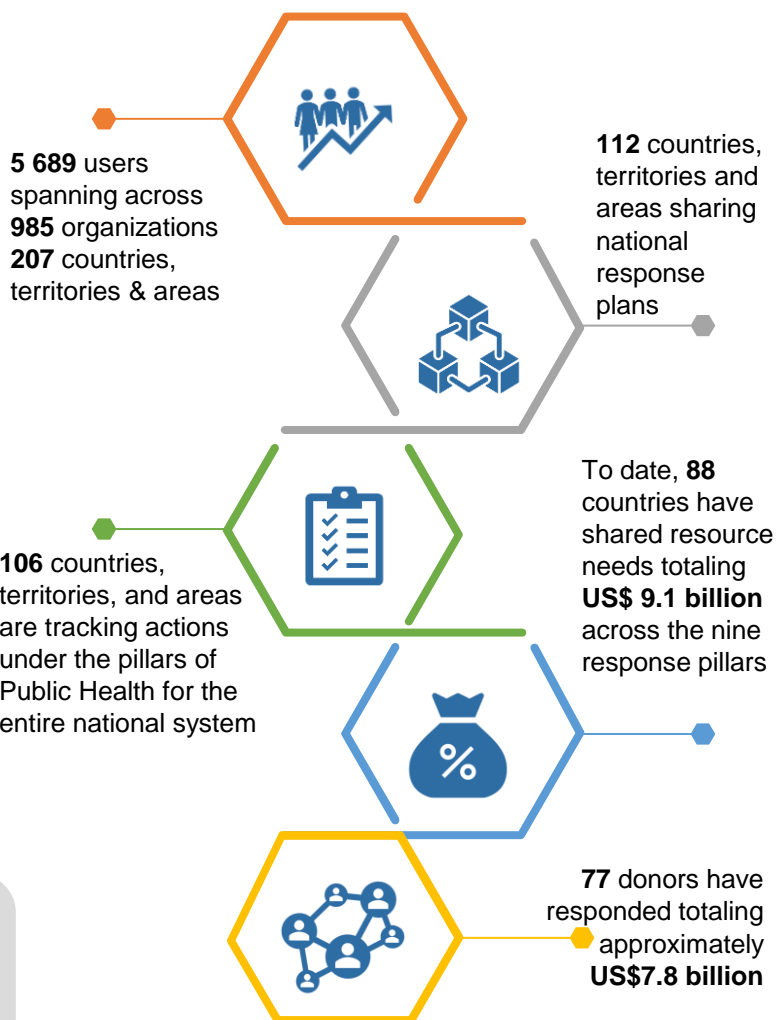 5 689 users
spanning across
985 organizations
207 countries,
territories & areas
112 countries,
territories and
areas sharing
national
response
plans
106 countries,
territories, and areas
are tracking actions
under the pillars of
Public Health for the
entire national system
To date, 88
countries have
shared resource
needs totaling
US$ 9.1 billion
across the nine
response pillars
%
77 donors have
responded totaling
approximately
US$7.8 billion